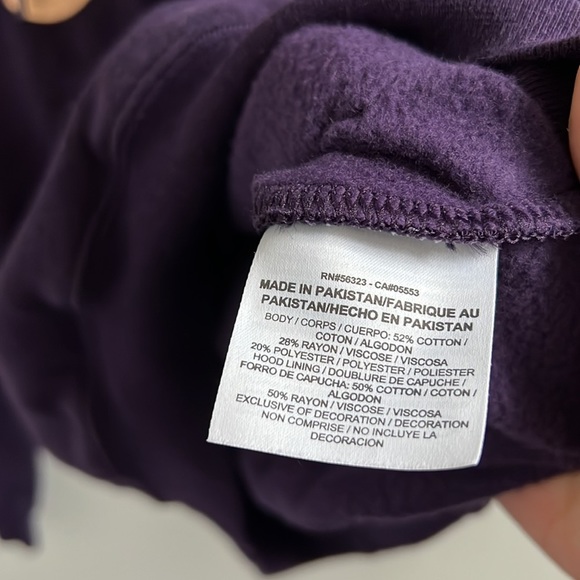 RN#56323 - CA#05553
MADE IN PAKISTAN/FABRIQUE AU
PAKISTAN/HECHO EN PAKISTAN
BODY / CORPS / CUERPO: 52% COTTON /
COTON / ALGODON
28% RAYON / VISCOSE / VISCOSA
20% POLYESTER / POLYESTER / POLIESTER
HOOD LINING / DOUBLURE DE CAPUCHE /
FORRO DE CAPUCHA: 50% COTTON / COTON /
ALGODON
50% RAYON / VISCOSE / VISCOSA
EXCLUSIVE OF DECORATION / DECORATION
NON COMPRISE / NO INCLUYE LA
DECORACION